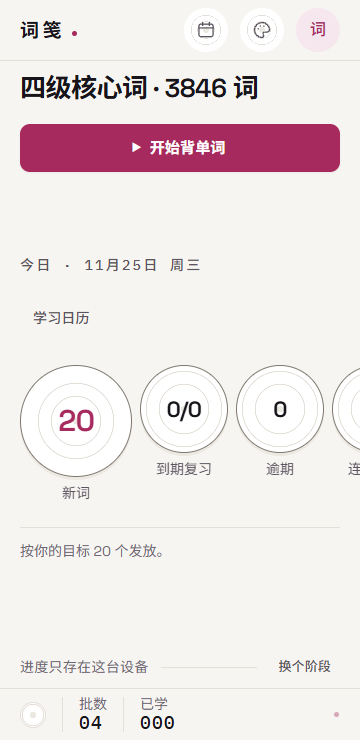 词笺
词
四级核心词 · 3846 词
开始背单词
今日 · 11月25日 周三
学习日历
20
新词
0/0
到期复习
0
逾期
连
按你的目标 20 个发放。
进度只存在这台设备
换个阶段
批数
04
已学
000